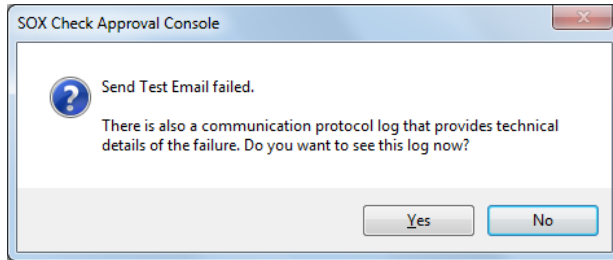 SOX Check Approval Console
Send Test Email failed.
There is also a communication protocol log that provides technical
details of the failure. Do you want to see this log now?
Yes
No